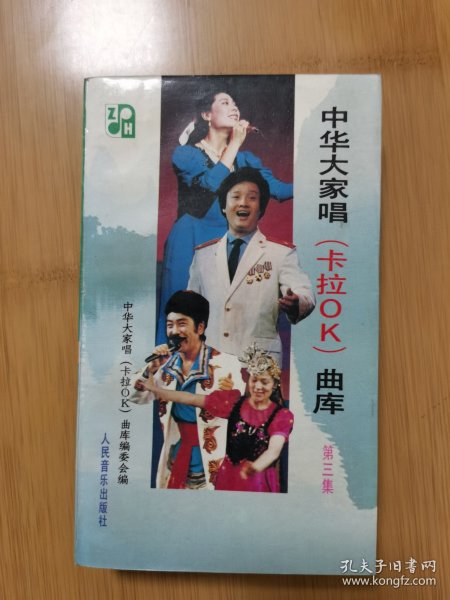 ZPH
中华大家唱（卡拉OK）曲库
第三集
中华大家唱（卡拉OK）曲库编委会编
人民音乐出版社
孔夫子旧书网
www.kongfz.com